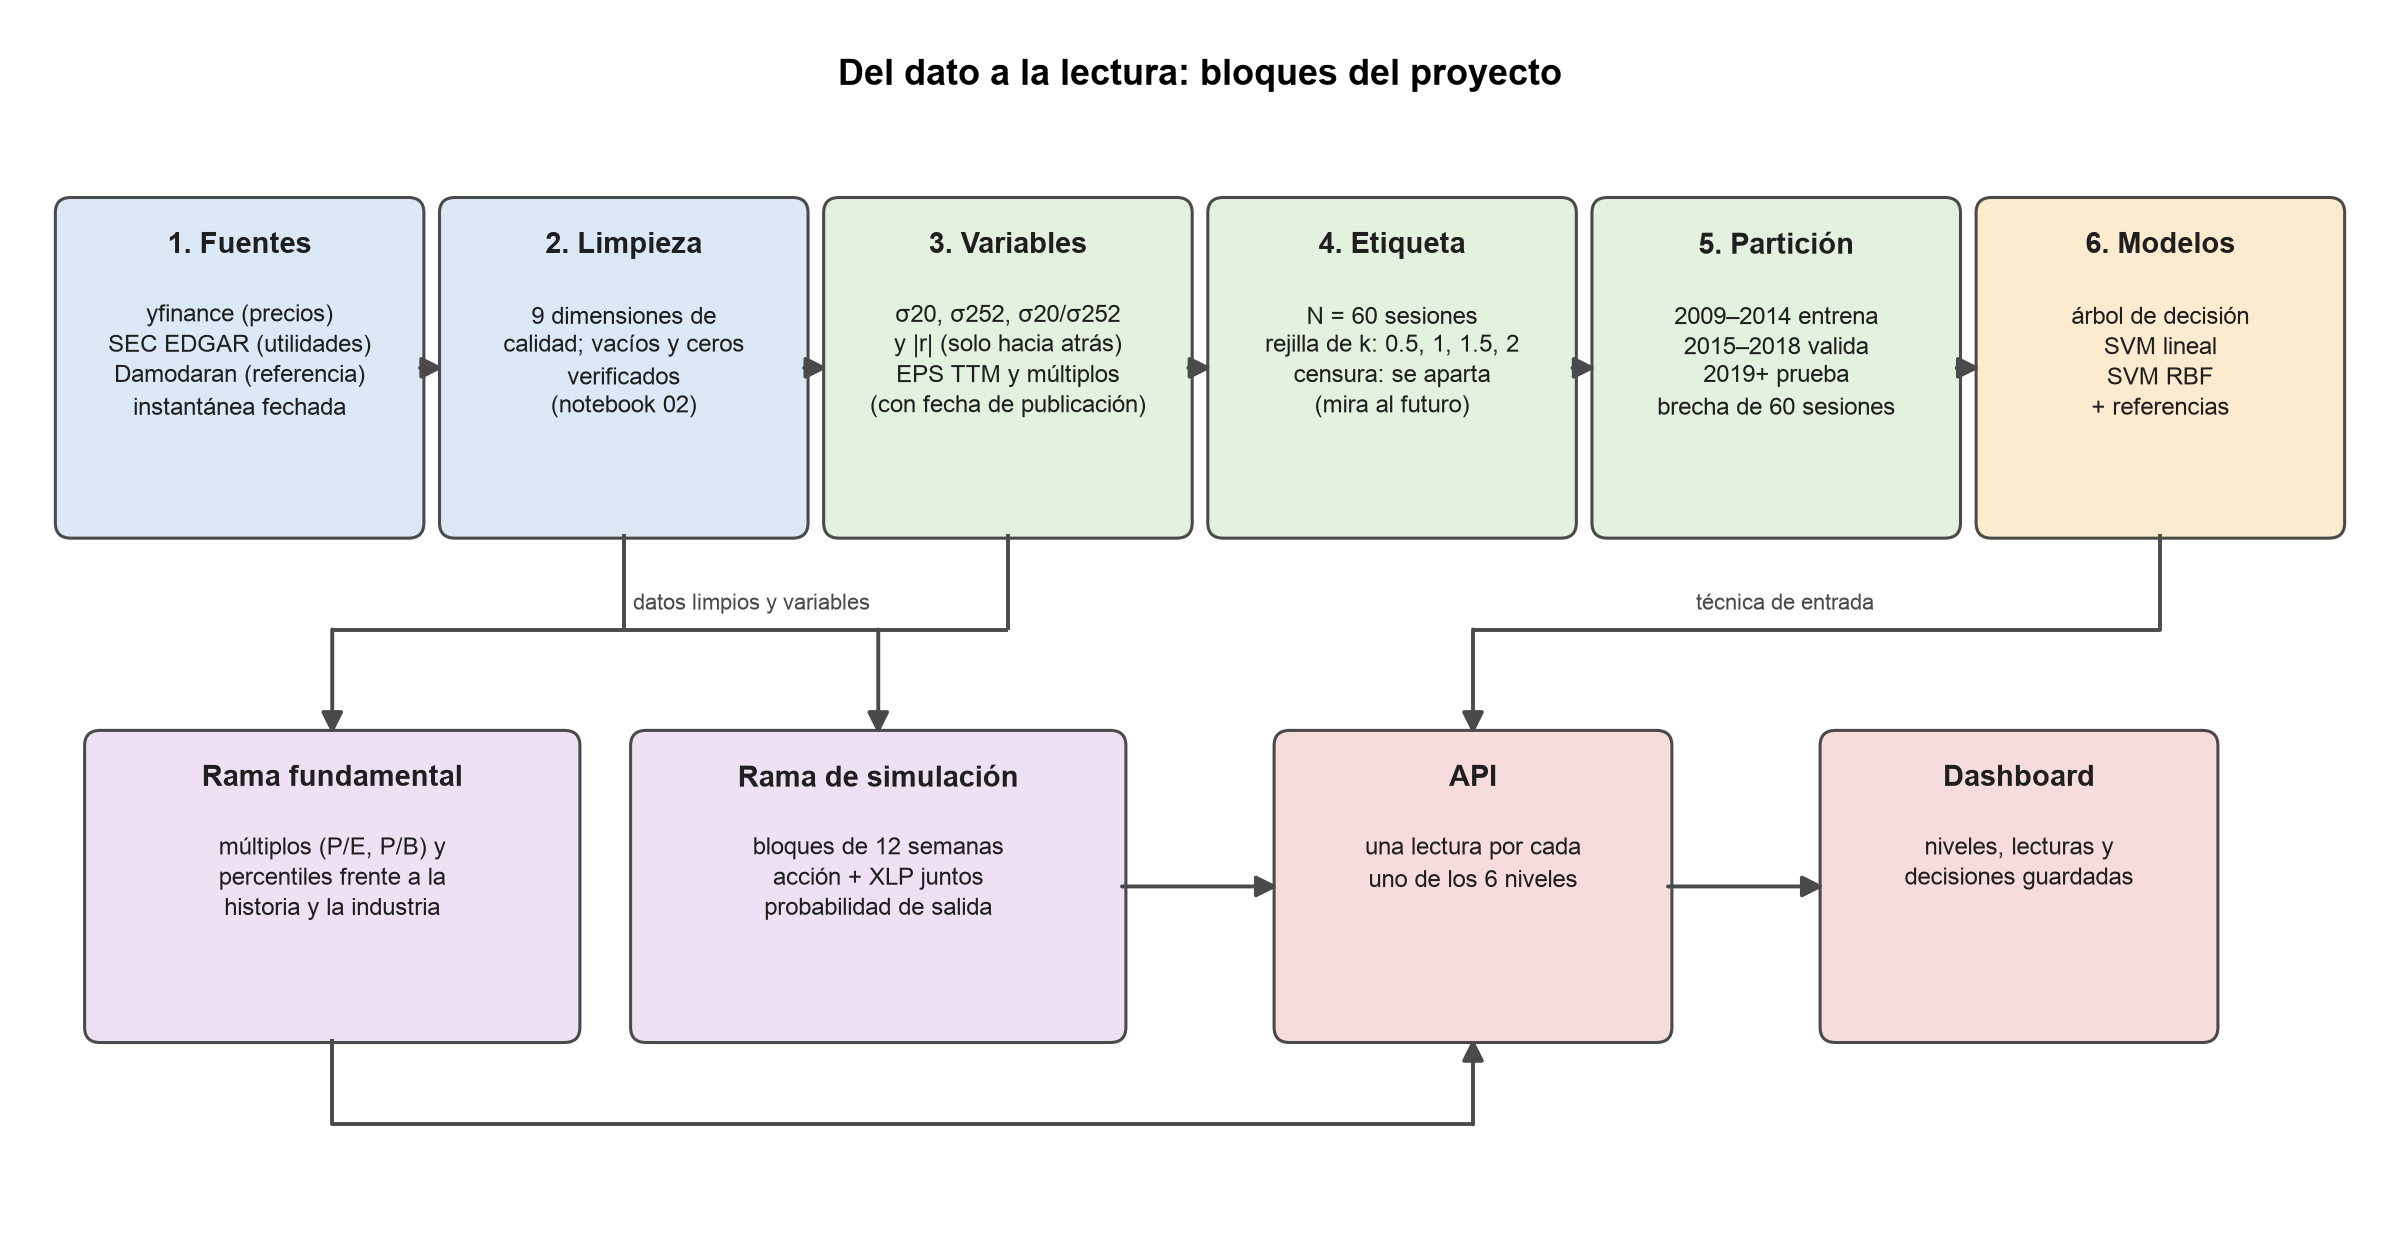 Del dato a la lectura: bloques del proyecto
1. Fuentes
yfinance (precios)
SEC EDGAR (utilidades)
Damodaran (referencia)
instantánea fechada
2. Limpieza
9 dimensiones de
calidad; vacíos y ceros
verificados
(notebook 02)
3. Variables
σ20, σ252, σ20/σ252
y |r| (solo hacia atrás)
EPS TTM y múltiplos
(con fecha de publicación)
4. Etiqueta
N = 60 sesiones
rejilla de k: 0.5, 1, 1.5, 2
censura: se aparta
(mira al futuro)
5. Partición
2009–2014 entrena
2015–2018 valida
2019+ prueba
brecha de 60 sesiones
6. Modelos
árbol de decisión
SVM lineal
SVM RBF
+ referencias
datos limpios y variables
técnica de entrada
Rama fundamental
múltiplos (P/E, P/B) y
percentiles frente a la
historia y la industria
Rama de simulación
bloques de 12 semanas
acción + XLP juntos
probabilidad de salida
API
una lectura por cada
uno de los 6 niveles
Dashboard
niveles, lecturas y
decisiones guardadas